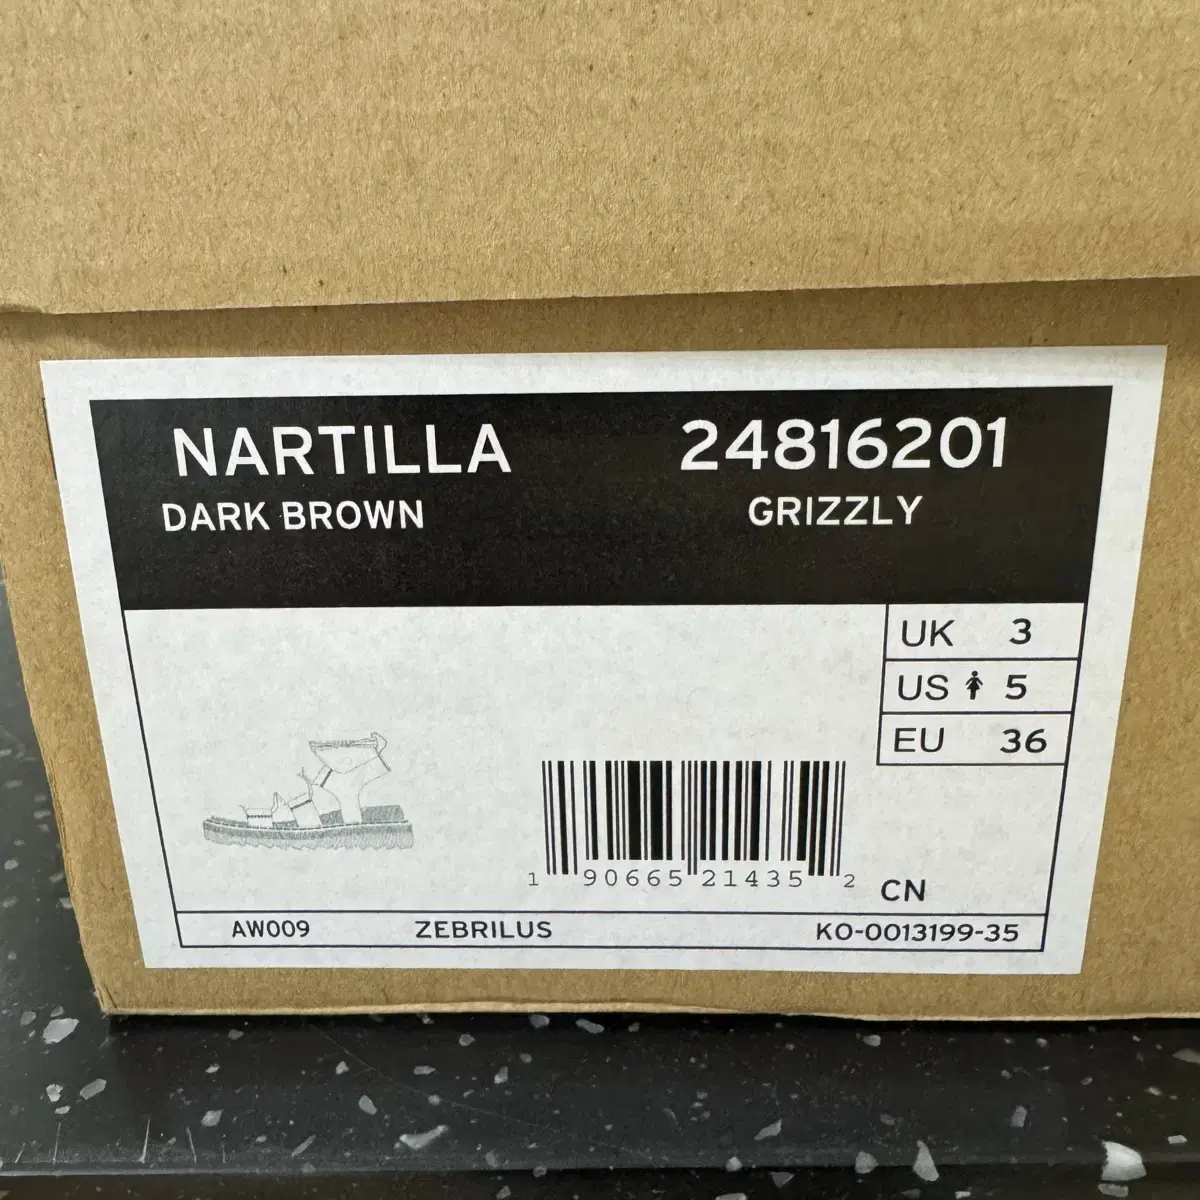 NARTILLA 24816201
DARK BROWN GRIZZLY
UK 3
US 5
EU 36
1 90665 21435 2 CN
AW009 ZEBRILUS KO-0013199-35